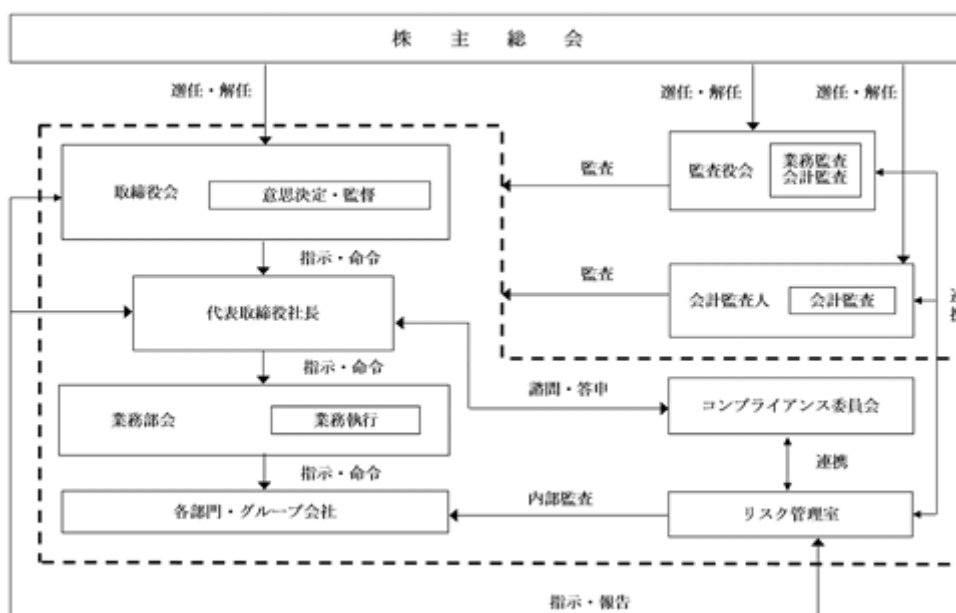 株主総会
選任・解任
選任・解任
選任・解任
取締役会
意思決定・監督
監査
監査役会
業務監査
会計監査
指示・命令
監査
会計監査人
会計監査
代表取締役社長
連携
指示・命令
諮問・答申
コンプライアンス委員会
業務部会
業務執行
指示・命令
連携
各部門・グループ会社
内部監査
リスク管理室
指示・報告